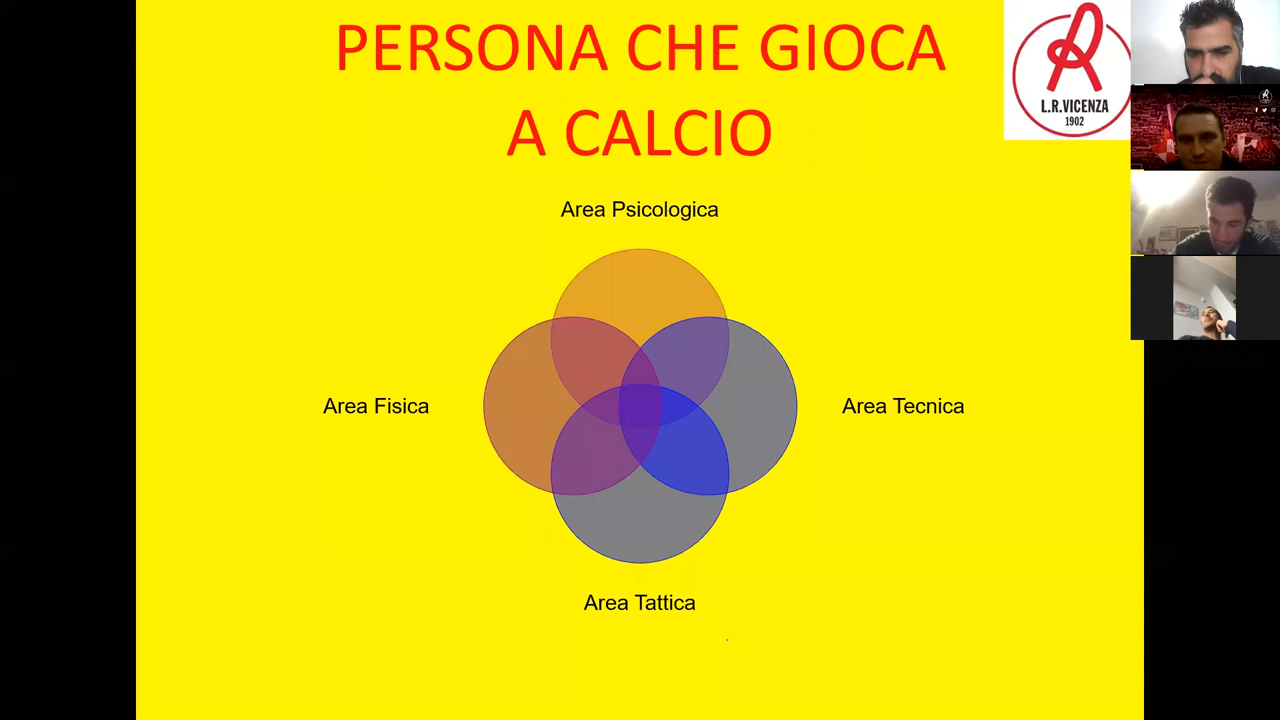 PERSONA CHE GIOCA
A CALCIO
L.R.VICENZA
1902
Area Psicologica
Area Fisica
Area Tecnica
Area Tattica